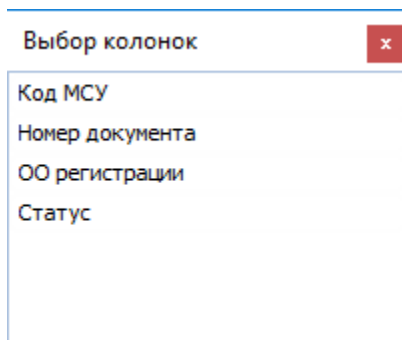 Выбор колонок
x
Код МСУ
Номер документа
ОО регистрации
Статус